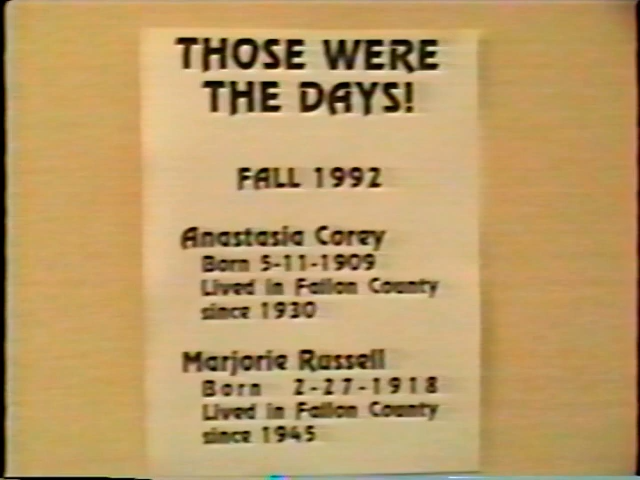 THOSE WERE
THE DAYS!
FALL 1992
Anastasia Corey
Born 5-11-1909
Lived in Fallon County
since 1930
Marjorie Russell
Born 2-27-1918
Lived in Fallon County
since 1945